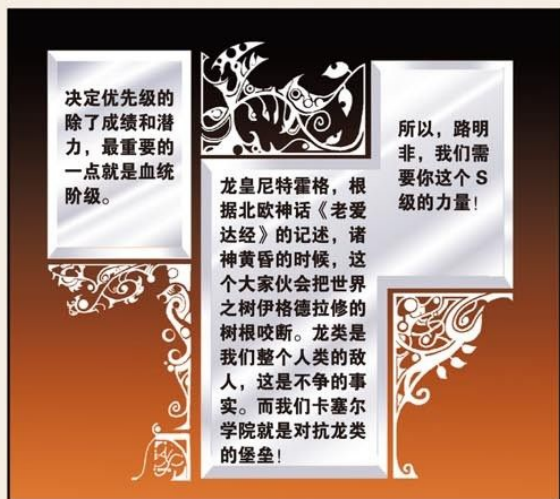 决定优先级的
除了成绩和潜
力，最重要的
一点就是血统
阶级。
龙皇尼特霍格，根
据北欧神话《老爱
达经》的记述，诸
神黄昏的时候，这
个大家伙会把世界
之树伊格德拉修的
树根咬断。龙类是
我们整个人类的敌
人，这是不争的事
实。而我们卡塞尔
学院就是对抗龙类
的堡垒！
所以，路明
非，我们需
要你这个 S
级的力量！